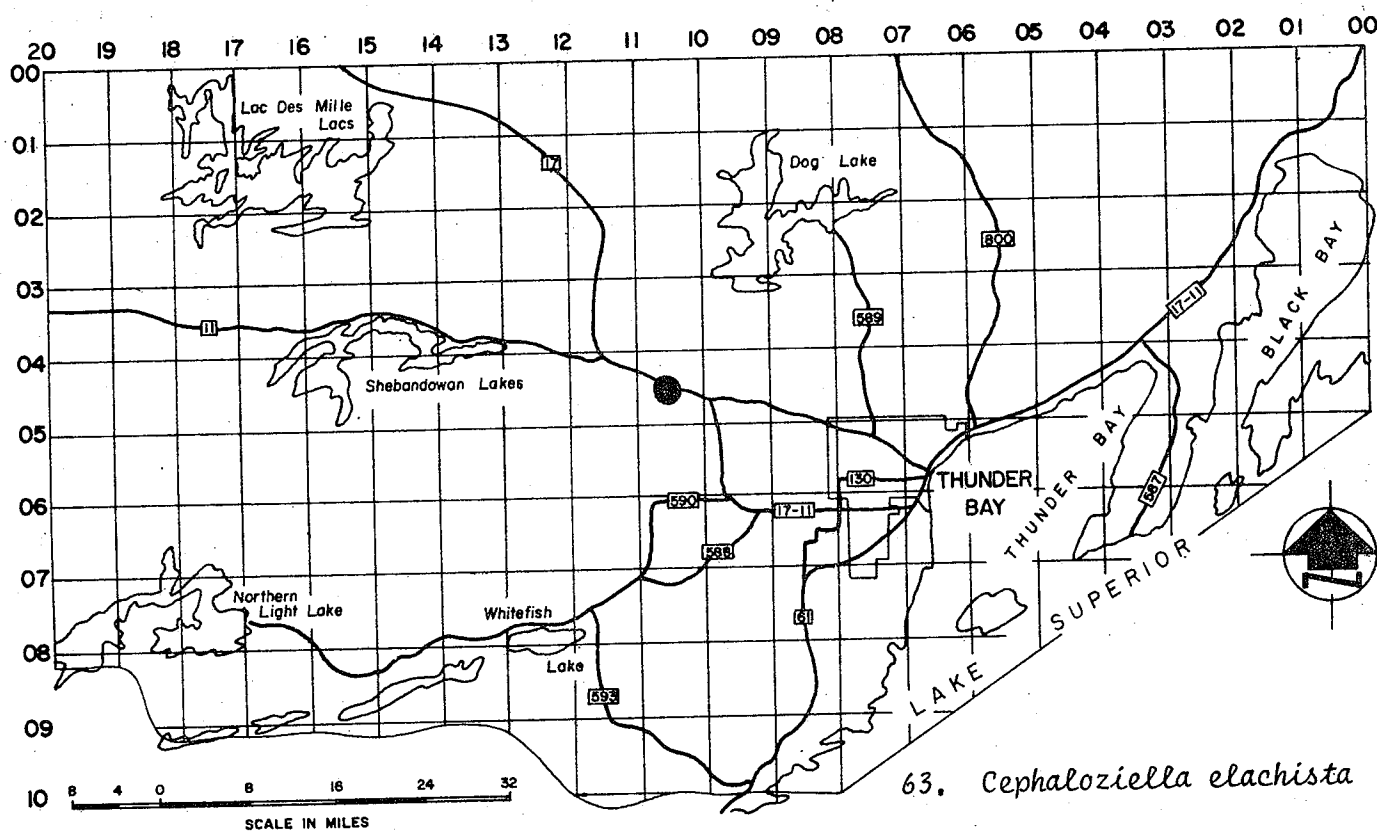 20 19 18 17 16 15 14 13 12 11 10 09 08 07 06 05 04 03 02 01 00
00
Lac Des Mille
Lacs
01
17
Dog Lake
02
800
BLACK BAY
03
17-11
589
11
04
Shebandowan Lakes
THUNDER BAY
05
130
THUNDER
BAY
590
587
06
17-11
588
07
Northern
Light Lake
Whitefish
Lake
61
LAKE SUPERIOR
08
593
09
10
8 4 0 8 16 24 32
SCALE IN MILES
N
63. Cephaloziella elachista